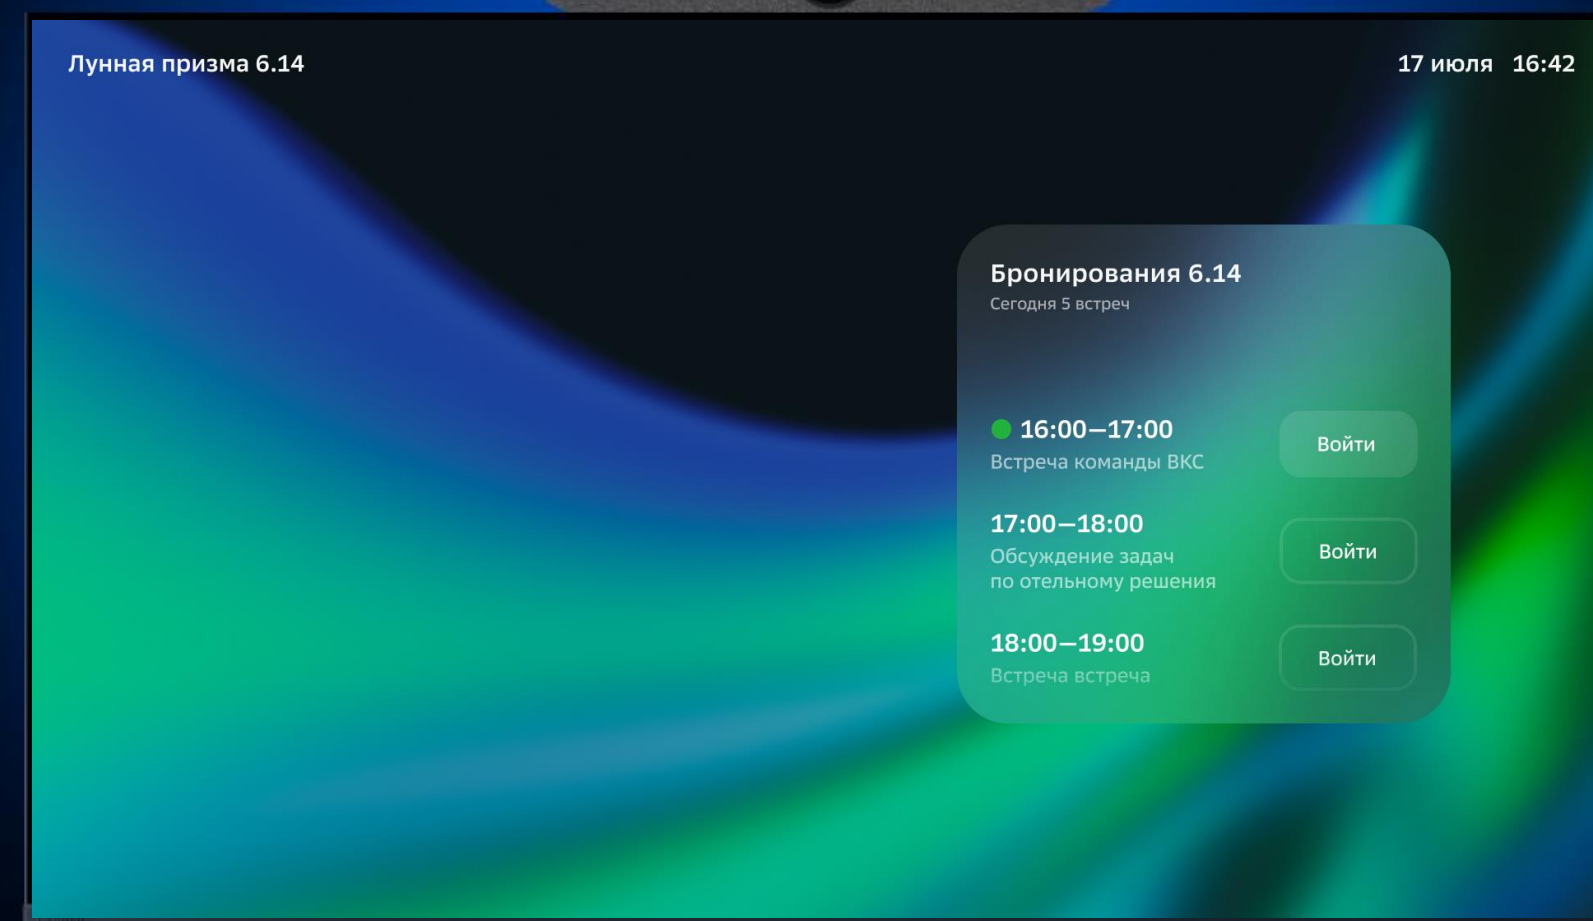 Лунная призма 6.14
17 июля 16:42
Бронирования 6.14
Сегодня 5 встреч
16:00—17:00
Встреча команды ВКС
Войти
17:00—18:00
Обсуждение задач
по отельному решения
Войти
18:00—19:00
Встреча встреча
Войти